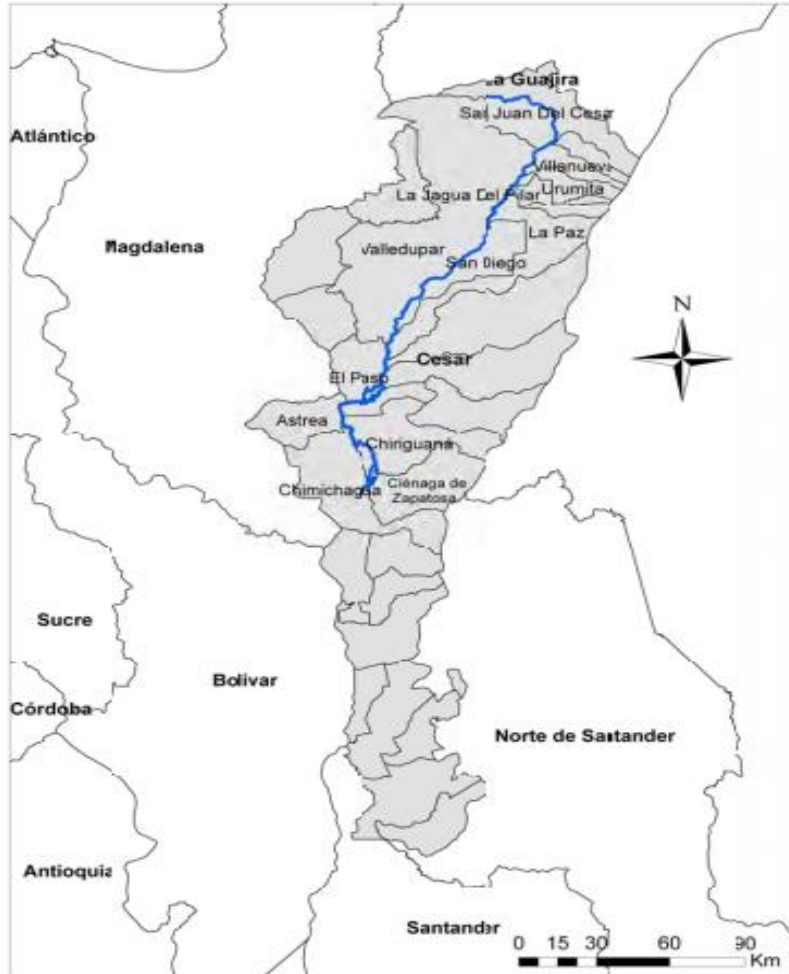 La Guajira
San Juan Del Cesar
Atlántico
Villanueva
Urumita
La Jagua Del Pilar
La Paz
Magdalena
Valledupar
San Diego
N
Cesar
El Paso
Astrea
Chiriguaná
Chimichagua
Ciénaga de
Zapatosa
Sucre
Bolívar
Córdoba
Norte de Santander
Antioquia
Santander
0 15 30 60 90
Km